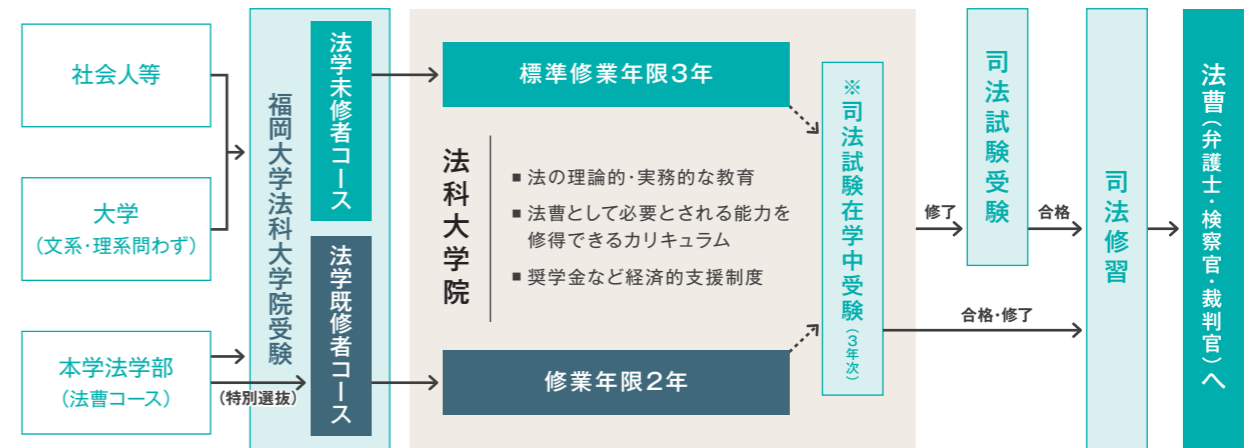 社会人等
大学
（文系・理系問わず）
本学法学部
（法曹コース）
（特別選抜）
福岡大学法科大学院受験
法学未修者コース
法学既修者コース
標準修業年限3年
法科大学院
■ 法の理論的・実務的な教育
■ 法曹として必要とされる能力を
修得できるカリキュラム
■ 奨学金など経済的支援制度
修業年限2年
※司法試験在学中受験（3年次）
修了
司法試験受験
合格
合格・修了
司法修習
法曹（弁護士・検察官・裁判官）へ